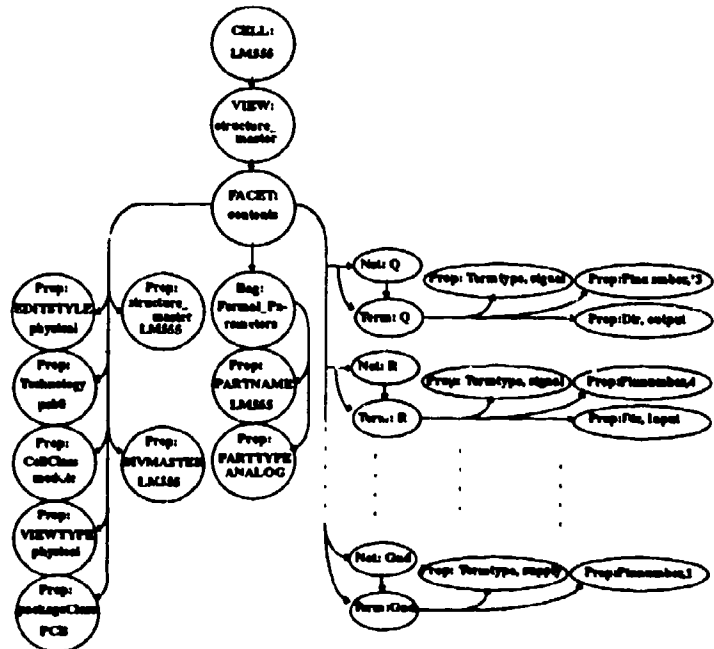 CELL:
LM555
VIEW:
structure_
master
FACET:
contents
Prop:
EDITSTYLE
physical
Prop:
structure_
master
LM555
Bag:
Formal_Pa-
rameters
Net: Q
Prop: Termtype, signal
Term: Q
Prop:Dir, output
Prop:
Technology
Prop:
PARTNAME
LM555
Net: R
Prop: Termtype, signal
Prop:Pinnumber,4
Term: R
Prop:Dir, input
Prop:
CellClass
module
Prop:
LM555
Prop:
PARTTYPE
ANALOG
Prop:
VIEWTYPE
physical
Net: Gnd
Prop: Termtype, supply
Prop:Pinnumber,1
Term:Gnd
Prop:
packageClass
PCB